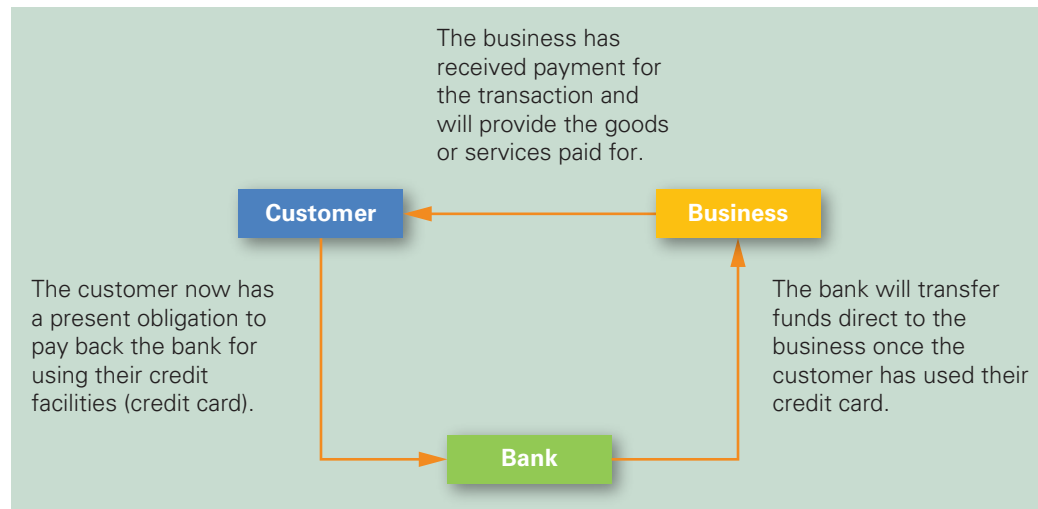 The business has
received payment for
the transaction and
will provide the goods
or services paid for.
Customer
Business
The customer now has
a present obligation to
pay back the bank for
using their credit
facilities (credit card).
The bank will transfer
funds direct to the
business once the
customer has used their
credit card.
Bank